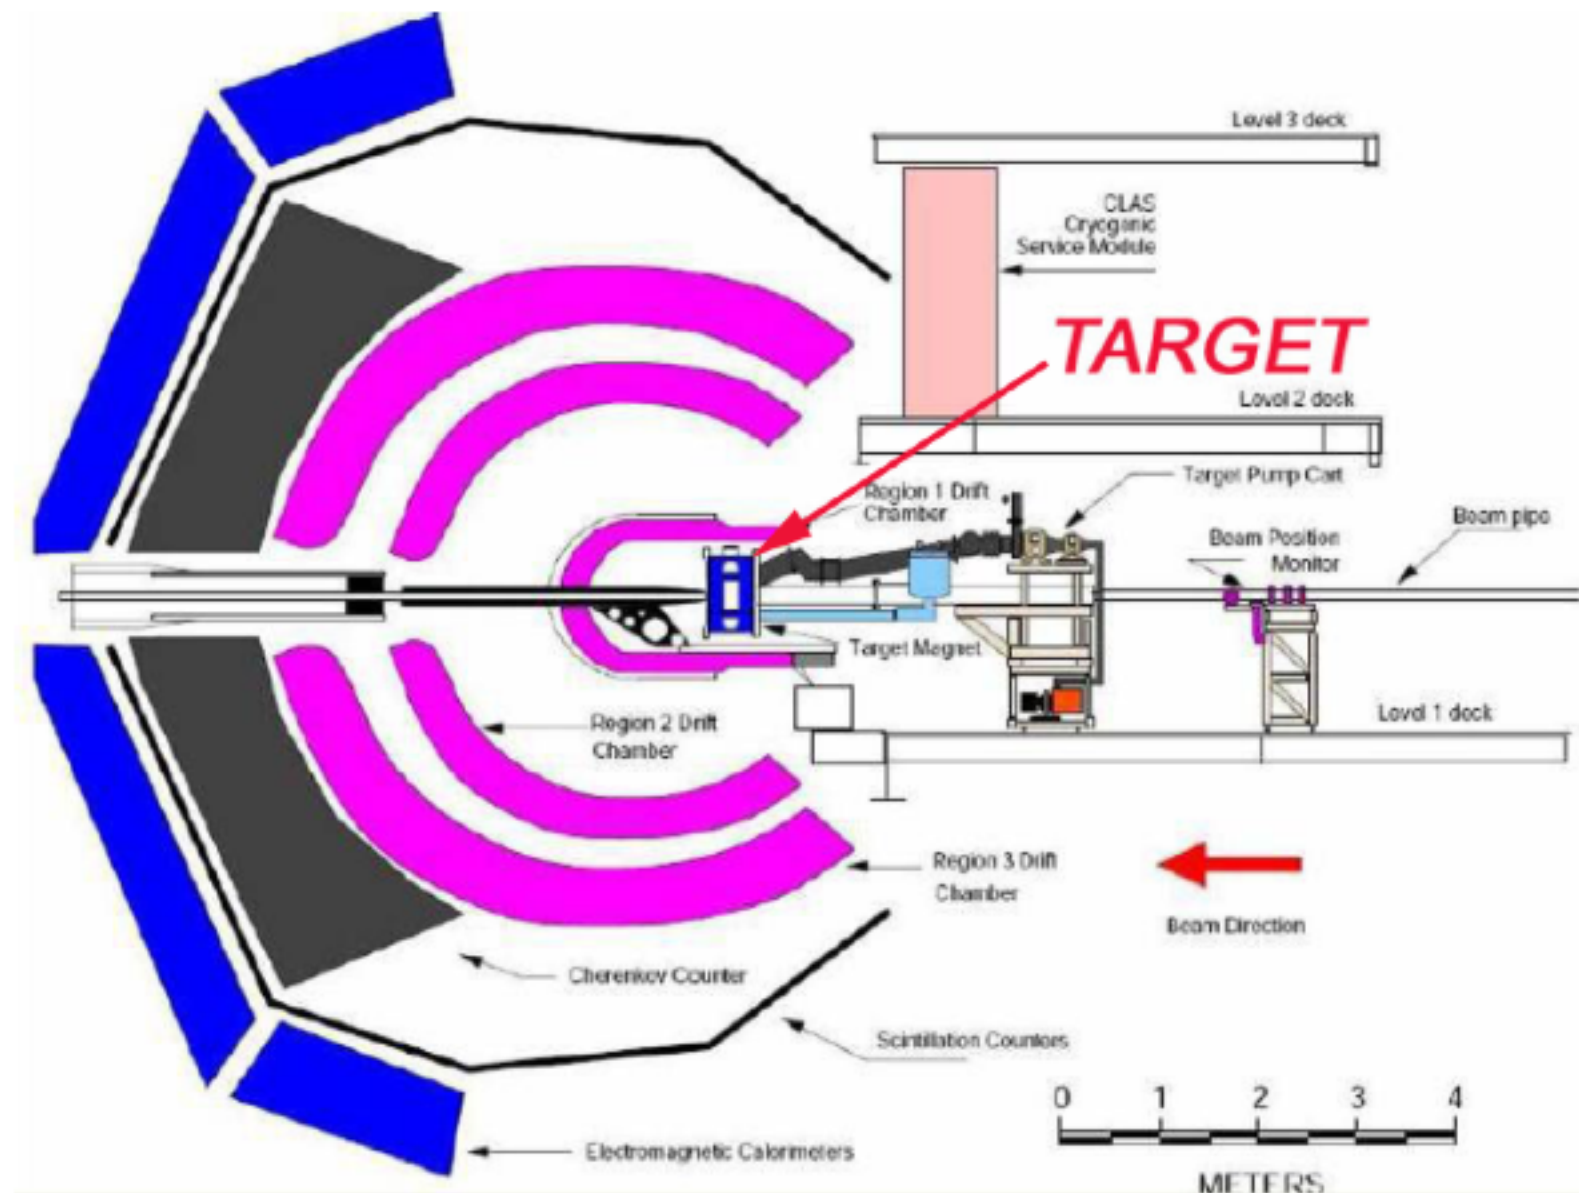 Level 3 deck
CLAS
Cryogenic
Service Module
TARGET
Level 2 deck
Target Pump Cart
Region 1 Drift
Chamber
Beam pipe
Beam Position
Monitor
Target Magnet
Region 2 Drift
Chamber
Level 1 deck
Region 3 Drift
Chamber
Beam Direction
Cherenkov Counter
Scintillation Counters
Electromagnetic Calorimeters
0 1 2 3 4
METERS